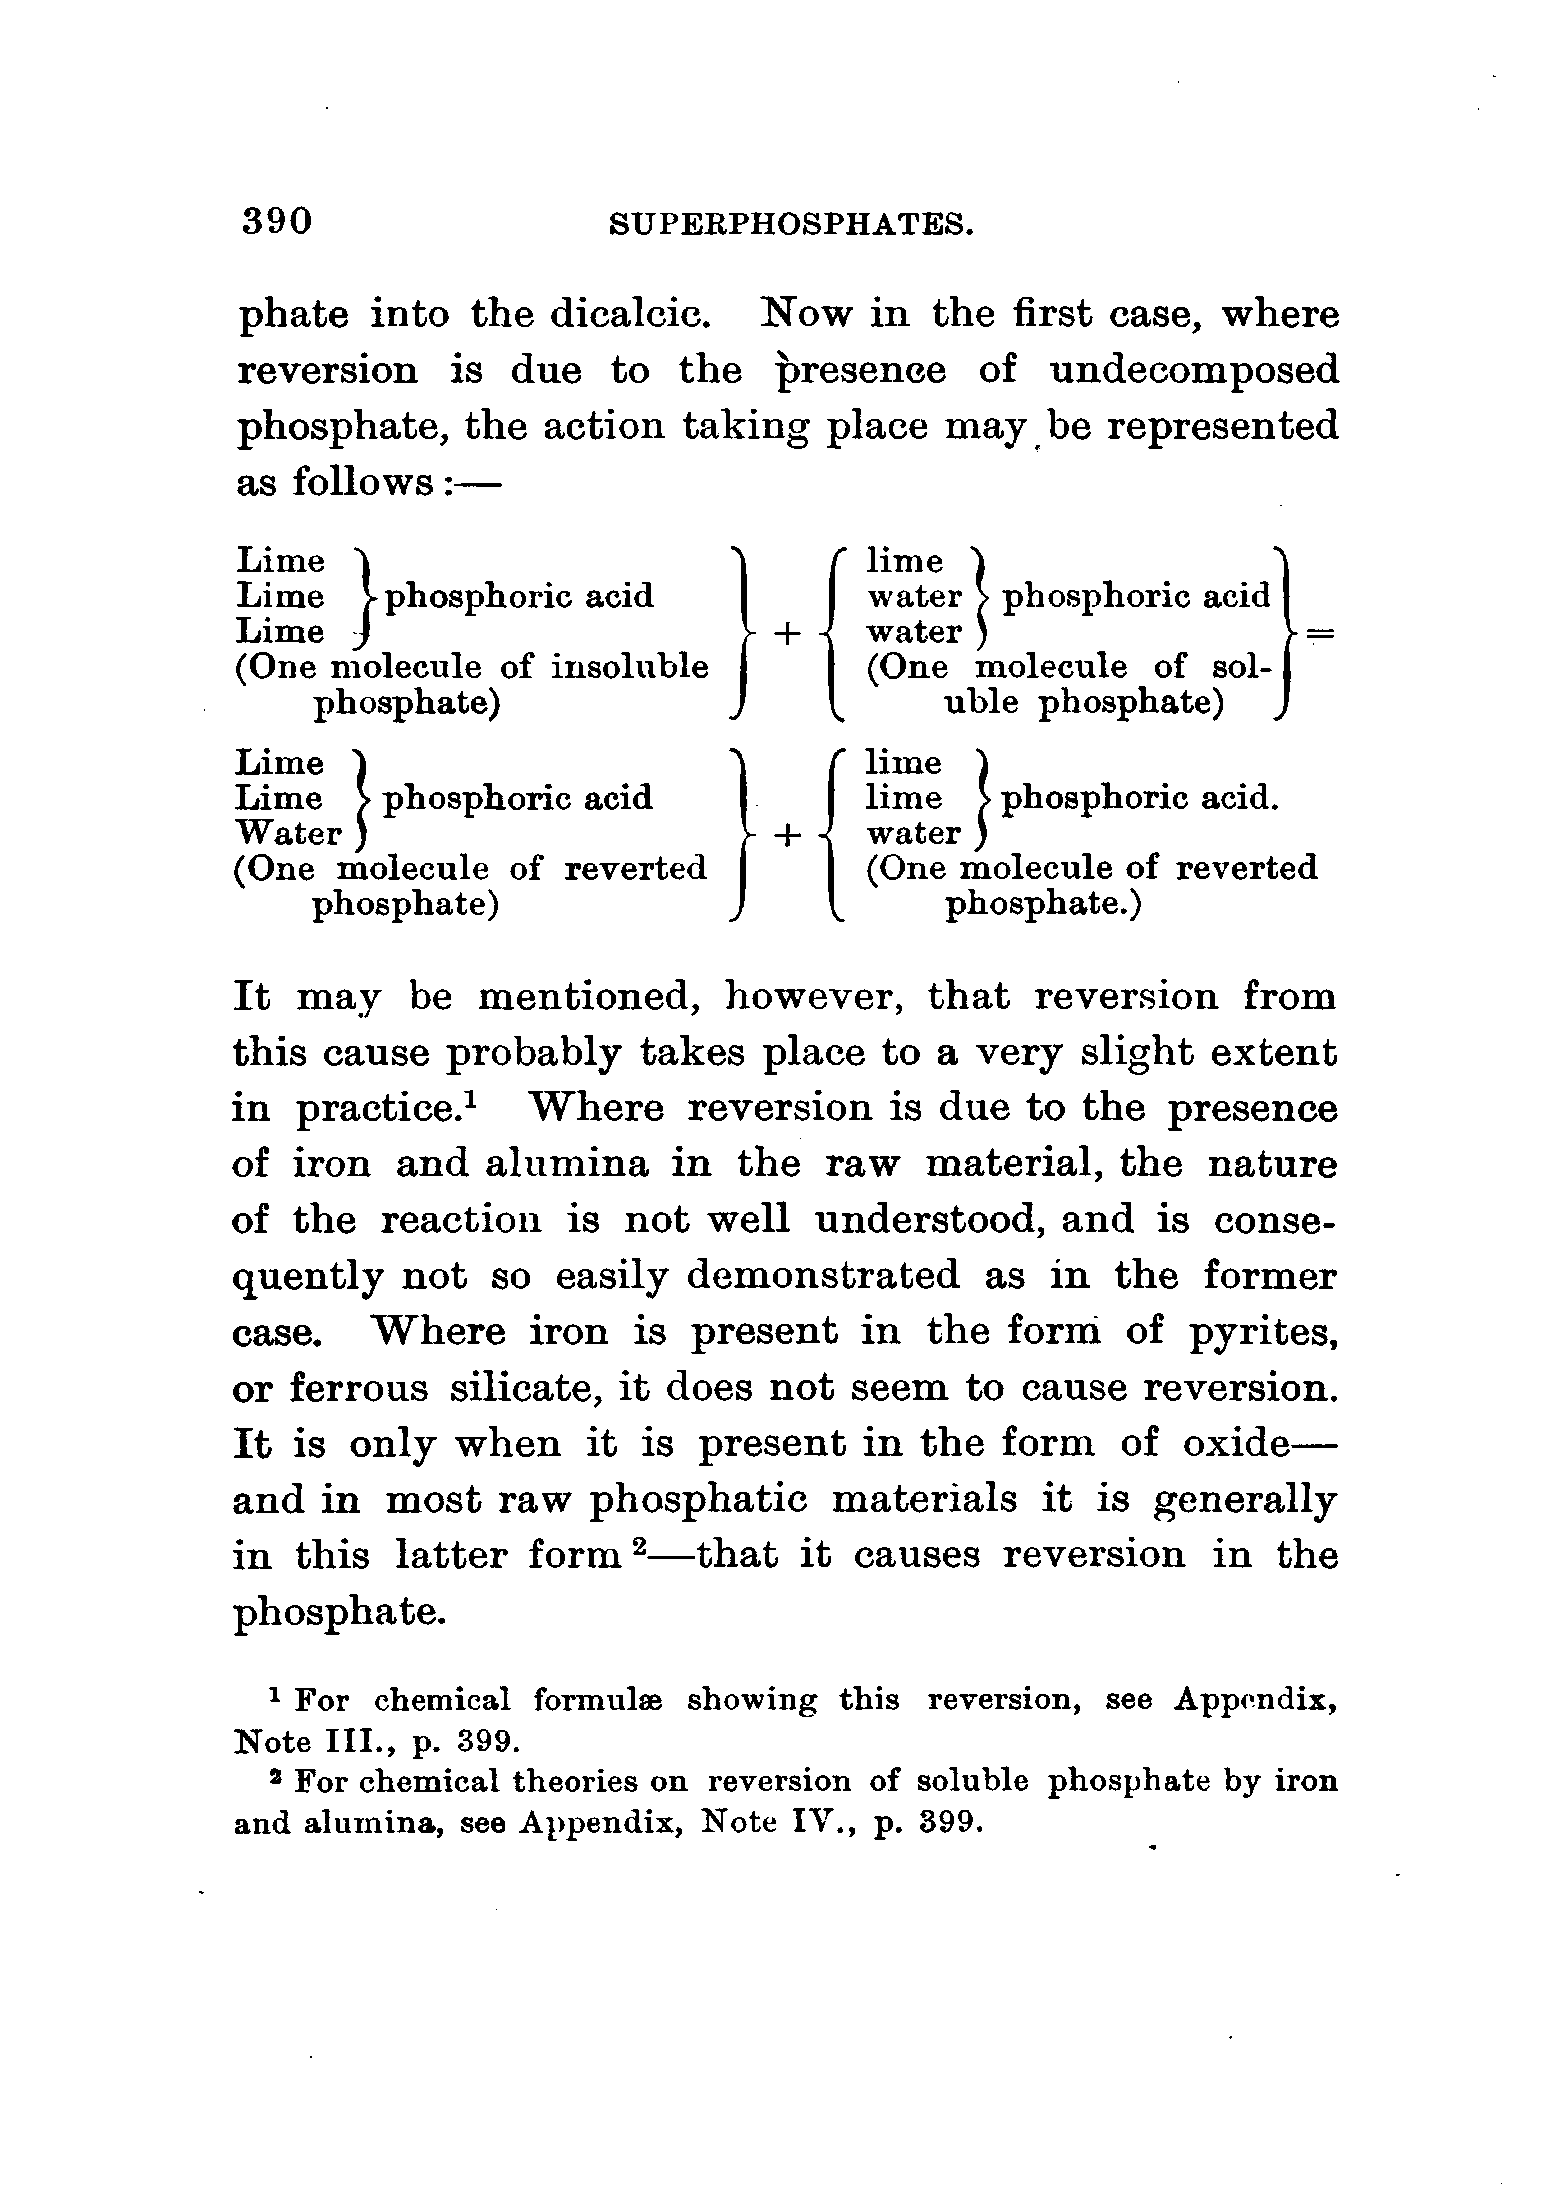 390 SUPERPHOSPHATES.
phate into the dicalcic. Now in the first case, where
reversion is due to the presence of undecomposed
phosphate, the action taking place may be represented
as follows:—
Lime } } { lime } }
Lime } phosphoric acid } { water } phosphoric acid }
Lime } } + { water } } =
(One molecule of insoluble } { (One molecule of sol- }
phosphate) } { uble phosphate) }
Lime } } { lime }
Lime } phosphoric acid } { lime } phosphoric acid.
Water } } + { water }
(One molecule of reverted } { (One molecule of reverted
phosphate) } { phosphate.)
It may be mentioned, however, that reversion from
this cause probably takes place to a very slight extent
in practice.¹ Where reversion is due to the presence
of iron and alumina in the raw material, the nature
of the reaction is not well understood, and is conse-
quently not so easily demonstrated as in the former
case. Where iron is present in the form of pyrites,
or ferrous silicate, it does not seem to cause reversion.
It is only when it is present in the form of oxide—
and in most raw phosphatic materials it is generally
in this latter form ²—that it causes reversion in the
phosphate.
¹ For chemical formulæ showing this reversion, see Appendix,
Note III., p. 399.
² For chemical theories on reversion of soluble phosphate by iron
and alumina, see Appendix, Note IV., p. 399.